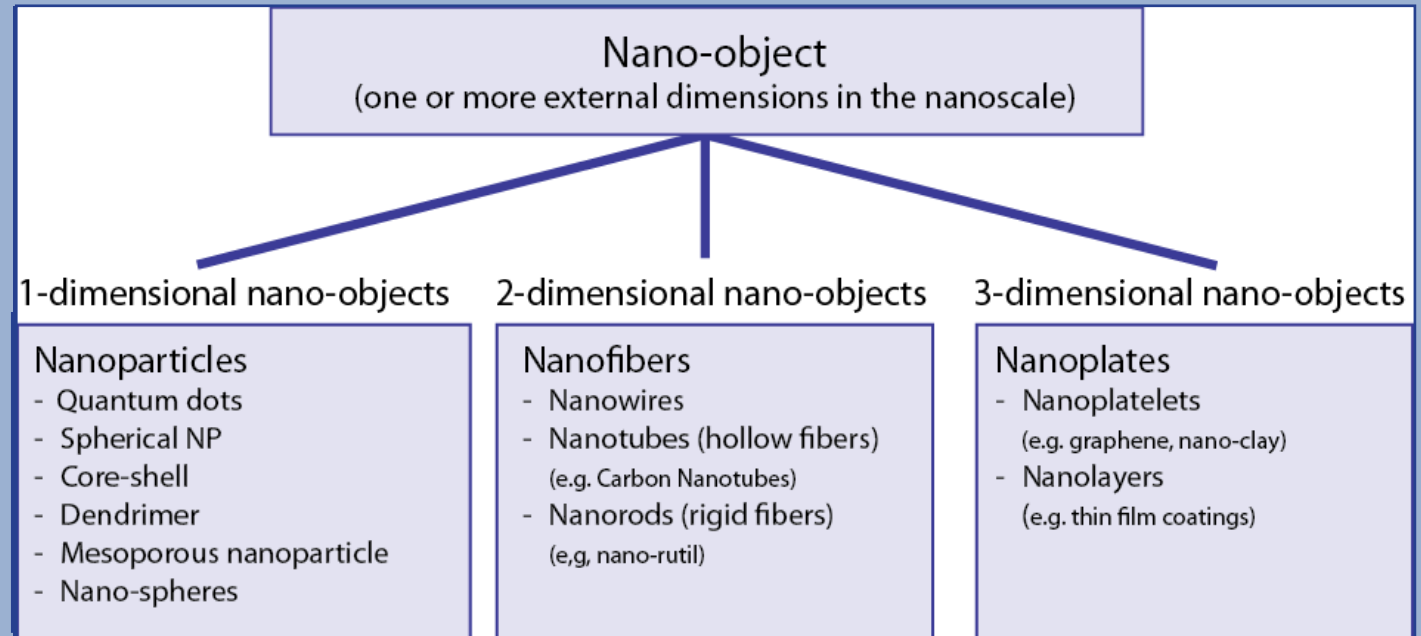 Nano-object
(one or more external dimensions in the nanoscale)
1-dimensional nano-objects
Nanoparticles
- Quantum dots
- Spherical NP
- Core-shell
- Dendrimer
- Mesoporous nanoparticle
- Nano-spheres
2-dimensional nano-objects
Nanofibers
- Nanowires
- Nanotubes (hollow fibers)
(e.g. Carbon Nanotubes)
- Nanorods (rigid fibers)
(e,g, nano-rutil)
3-dimensional nano-objects
Nanoplates
- Nanoplatelets
(e.g. graphene, nano-clay)
- Nanolayers
(e.g. thin film coatings)